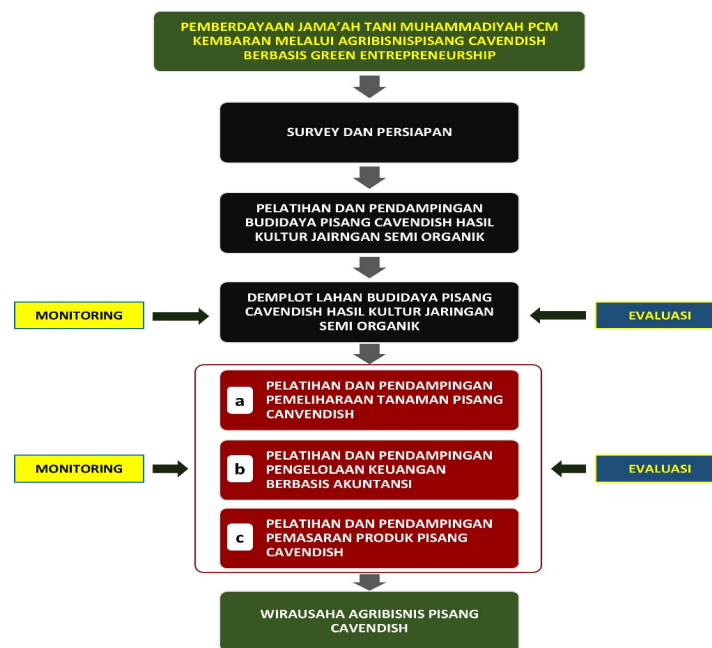 PEMBERDAYAAN JAMA'AH TANI MUHAMMADIYAH PCM
KEMBARAN MELALUI AGRIBISNISPISANG CAVENDISH
BERBASIS GREEN ENTREPRENEURSHIP
SURVEY DAN PERSIAPAN
PELATIHAN DAN PENDAMPINGAN
BUDIDAYA PISANG CAVENDISH HASIL
KULTUR JAIRNGAN SEMI ORGANIK
MONITORING
DEMPLOT LAHAN BUDIDAYA PISANG
CAVENDISH HASIL KULTUR JARINGAN
SEMI ORGANIK
EVALUASI
a
PELATIHAN DAN PENDAMPINGAN
PEMELIHARAAN TANAMAN PISANG
CANVENDISH
MONITORING
b
PELATIHAN DAN PENDAMPINGAN
PENGELOLAAN KEUANGAN
BERBASIS AKUNTANSI
EVALUASI
c
PELATIHAN DAN PENDAMPINGAN
PEMASARAN PRODUK PISANG
CAVENDISH
WIRAUSAHA AGRIBISNIS PISANG
CAVENDISH